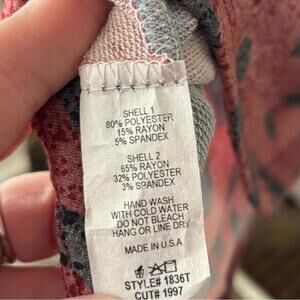 SHELL 1
80% POLYESTER
15% RAYON
5% SPANDEX
SHELL 2
65% RAYON
32% POLYESTER
3% SPANDEX
HAND WASH
WITH COLD WATER
DO NOT BLEACH
HANG OR LINE DRY
MADE IN U.S.A
STYLE# 1836T
CUT# 1997